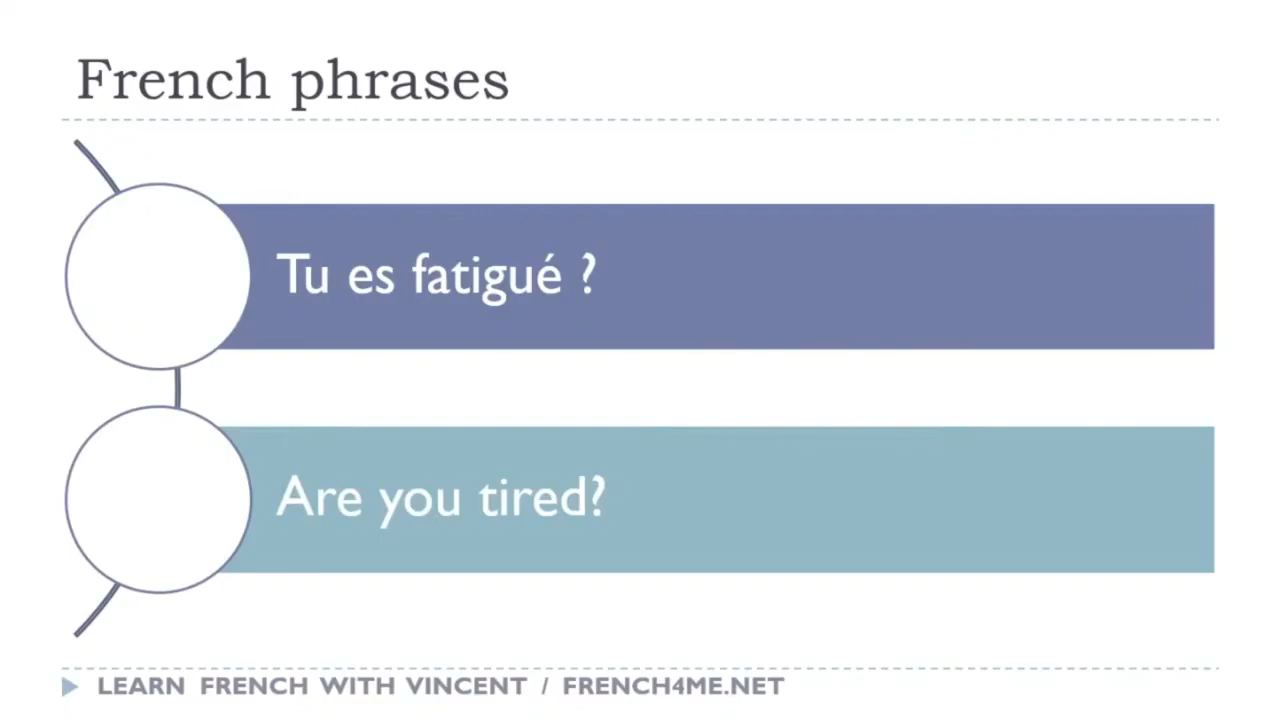 French phrases
Tu es fatigué ?
Are you tired?
LEARN FRENCH WITH VINCENT / FRENCH4ME.NET